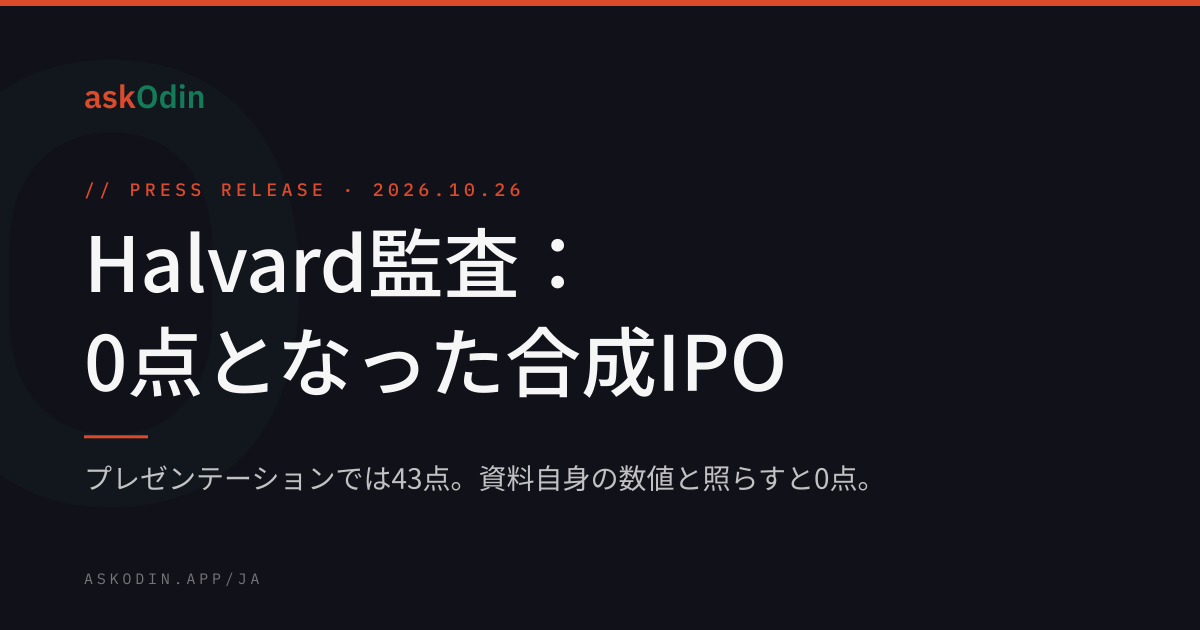 askOdin
// PRESS RELEASE · 2026.10.26
Halvard監査：
0点となった合成IPO
プレゼンテーションでは43点。資料自身の数値と照らすと0点。
ASKODIN.APP/JA